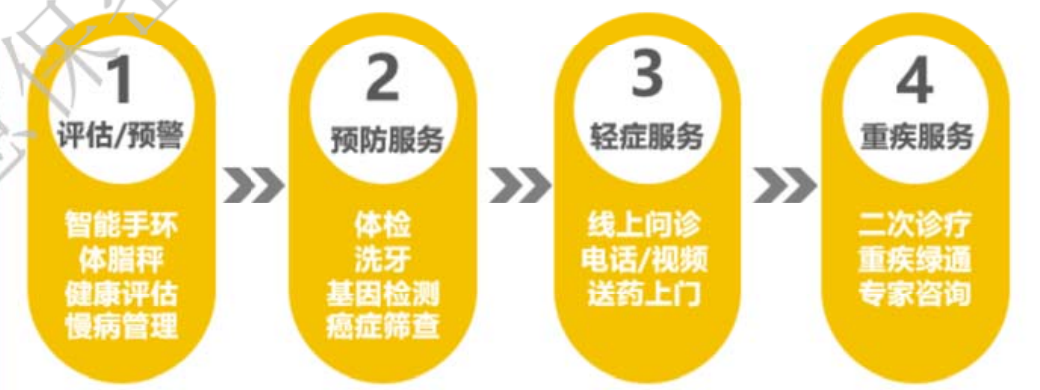 1
评估/预警
智能手环
体脂秤
健康评估
慢病管理
2
预防服务
体检
洗牙
基因检测
癌症筛查
3
轻症服务
线上问诊
电话/视频
送药上门
4
重疾服务
二次诊疗
重疾绿通
专家咨询